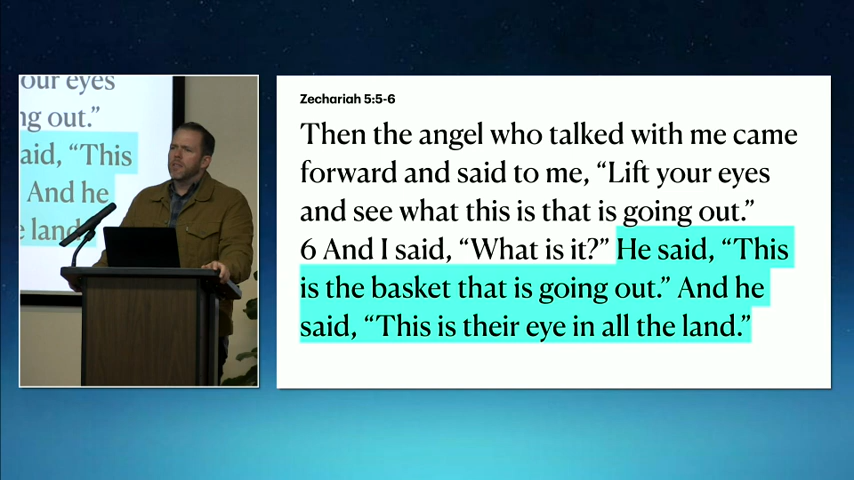 our eyes
ng out.”
aid, “This
And he
e land.
Zechariah 5:5-6
Then the angel who talked with me came
forward and said to me, “Lift your eyes
and see what this is that is going out.”
6 And I said, “What is it?” He said, “This
is the basket that is going out.” And he
said, “This is their eye in all the land.”